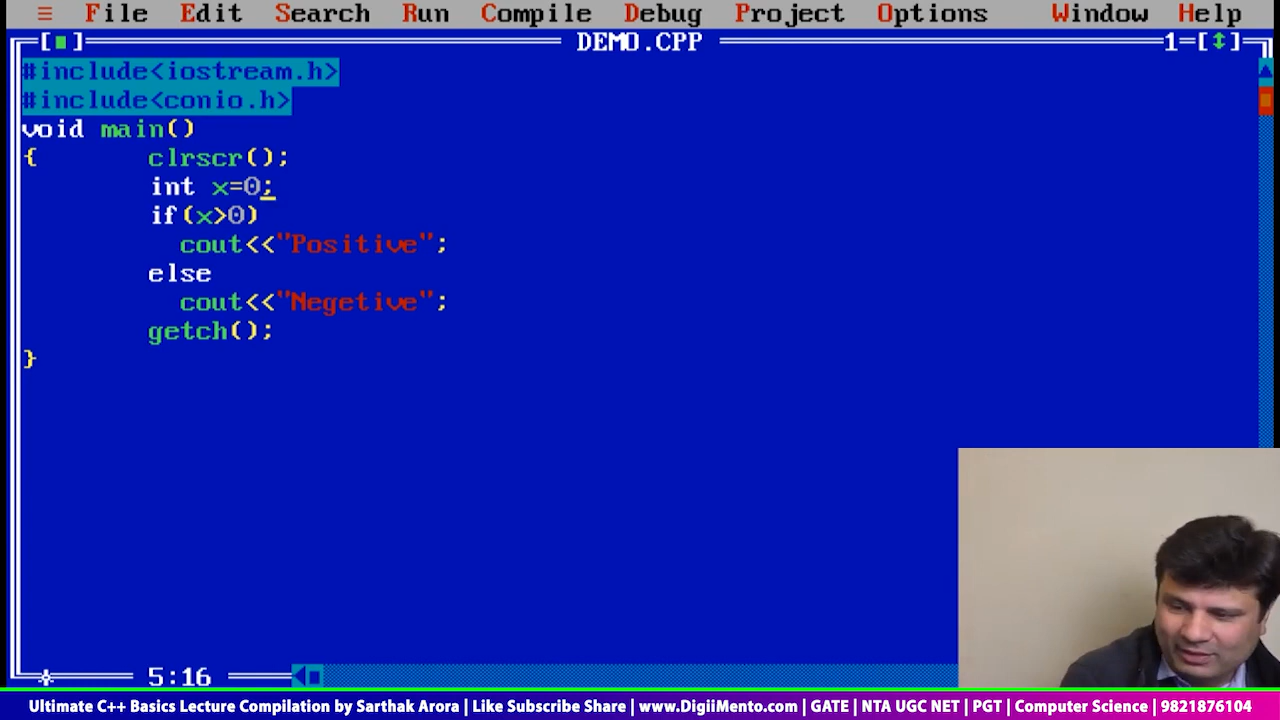 ≡ File Edit Search Run Compile Debug Project Options Window Help
[■] DEMO.CPP 1=[↕]
#include<iostream.h>
#include<conio.h>
void main()
{ clrscr();
int x=0;
if(x>0)
cout<<"Positive";
else
cout<<"Negetive";
getch();
}
* 5:16
Ultimate C++ Basics Lecture Compilation by Sarthak Arora | Like Subscribe Share | www.DigiiMento.com | GATE | NTA UGC NET | PGT | Computer Science | 9821876104